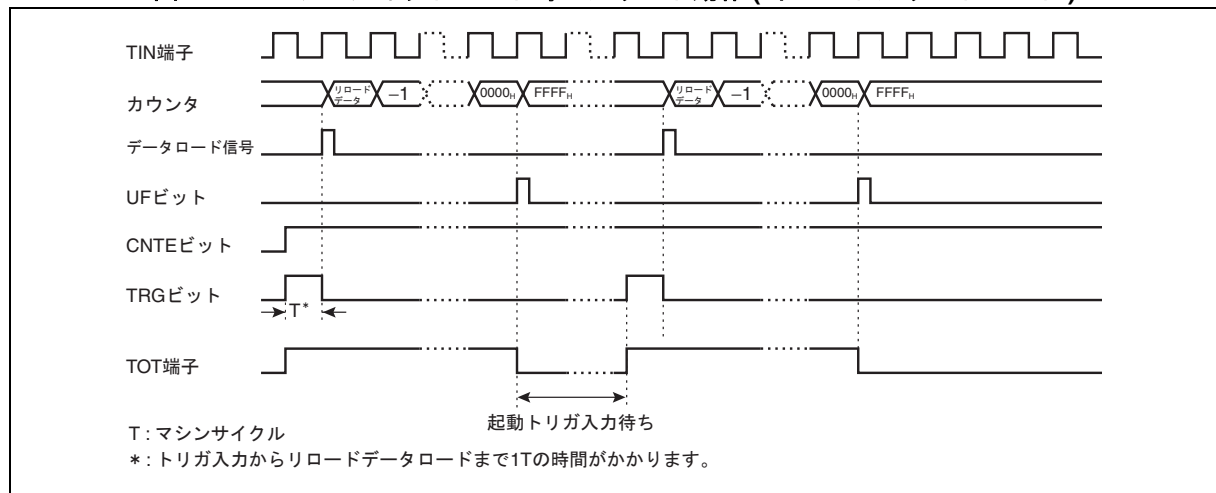 TIN端子
カウンタ
リロード
データ
−1
0000H
FFFFH
リロード
データ
−1
0000H
FFFFH
データロード信号
UFビット
CNTEビット
TRGビット
T*
TOT端子
起動トリガ入力待ち
T : マシンサイクル
* : トリガ入力からリロードデータロードまで1Tの時間がかかります。